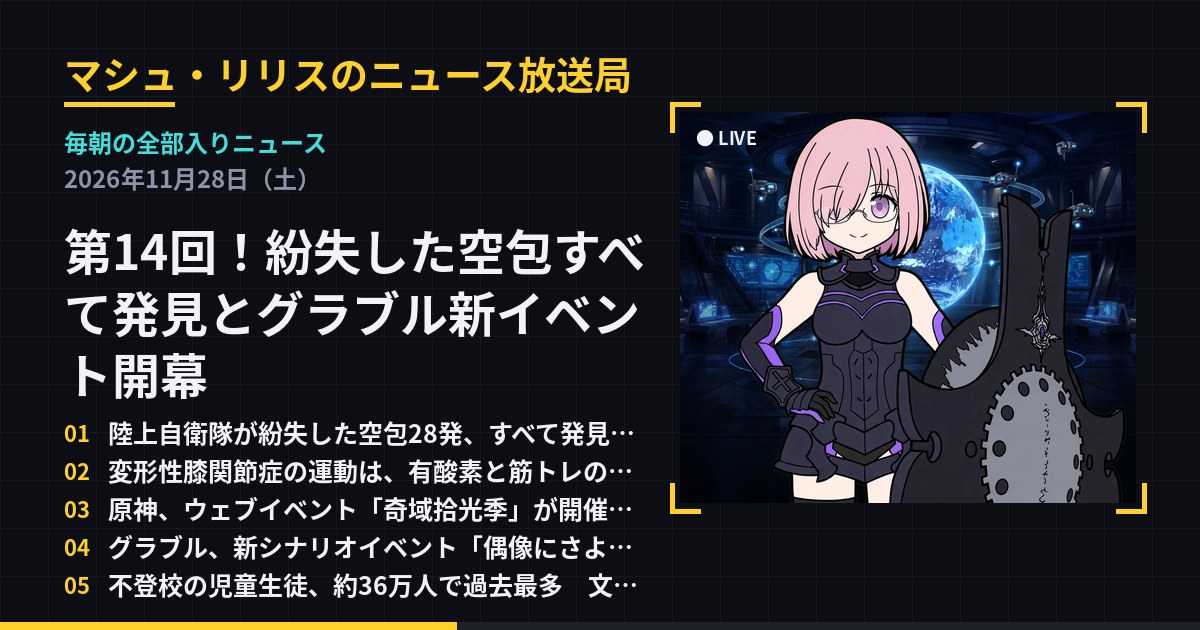 マシュ・リリスのニュース放送局
毎朝の全部入りニュース
2026年11月28日（土）
LIVE
第14回！紛失した空包すべ
て発見とグラブル新イベン
ト開幕
01 陸上自衛隊が紛失した空包28発、すべて発見…
02 変形性膝関節症の運動は、有酸素と筋トレの…
03 原神、ウェブイベント「奇域拾光季」が開催…
04 グラブル、新シナリオイベント「偶像にさよ…
05 不登校の児童生徒、約36万人で過去最多　文…